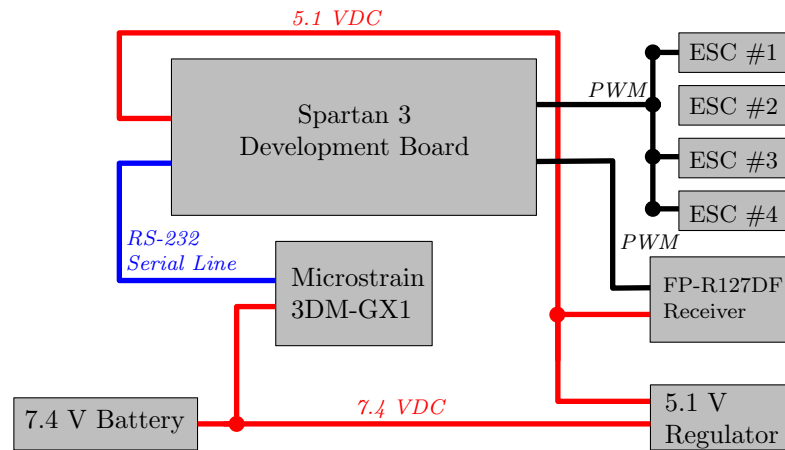 5.1 VDC
Spartan 3
Development Board
PWM
ESC #1
ESC #2
ESC #3
ESC #4
RS-232
Serial Line
PWM
Microstrain
3DM-GX1
FP-R127DF
Receiver
7.4 V Battery
7.4 VDC
5.1 V
Regulator